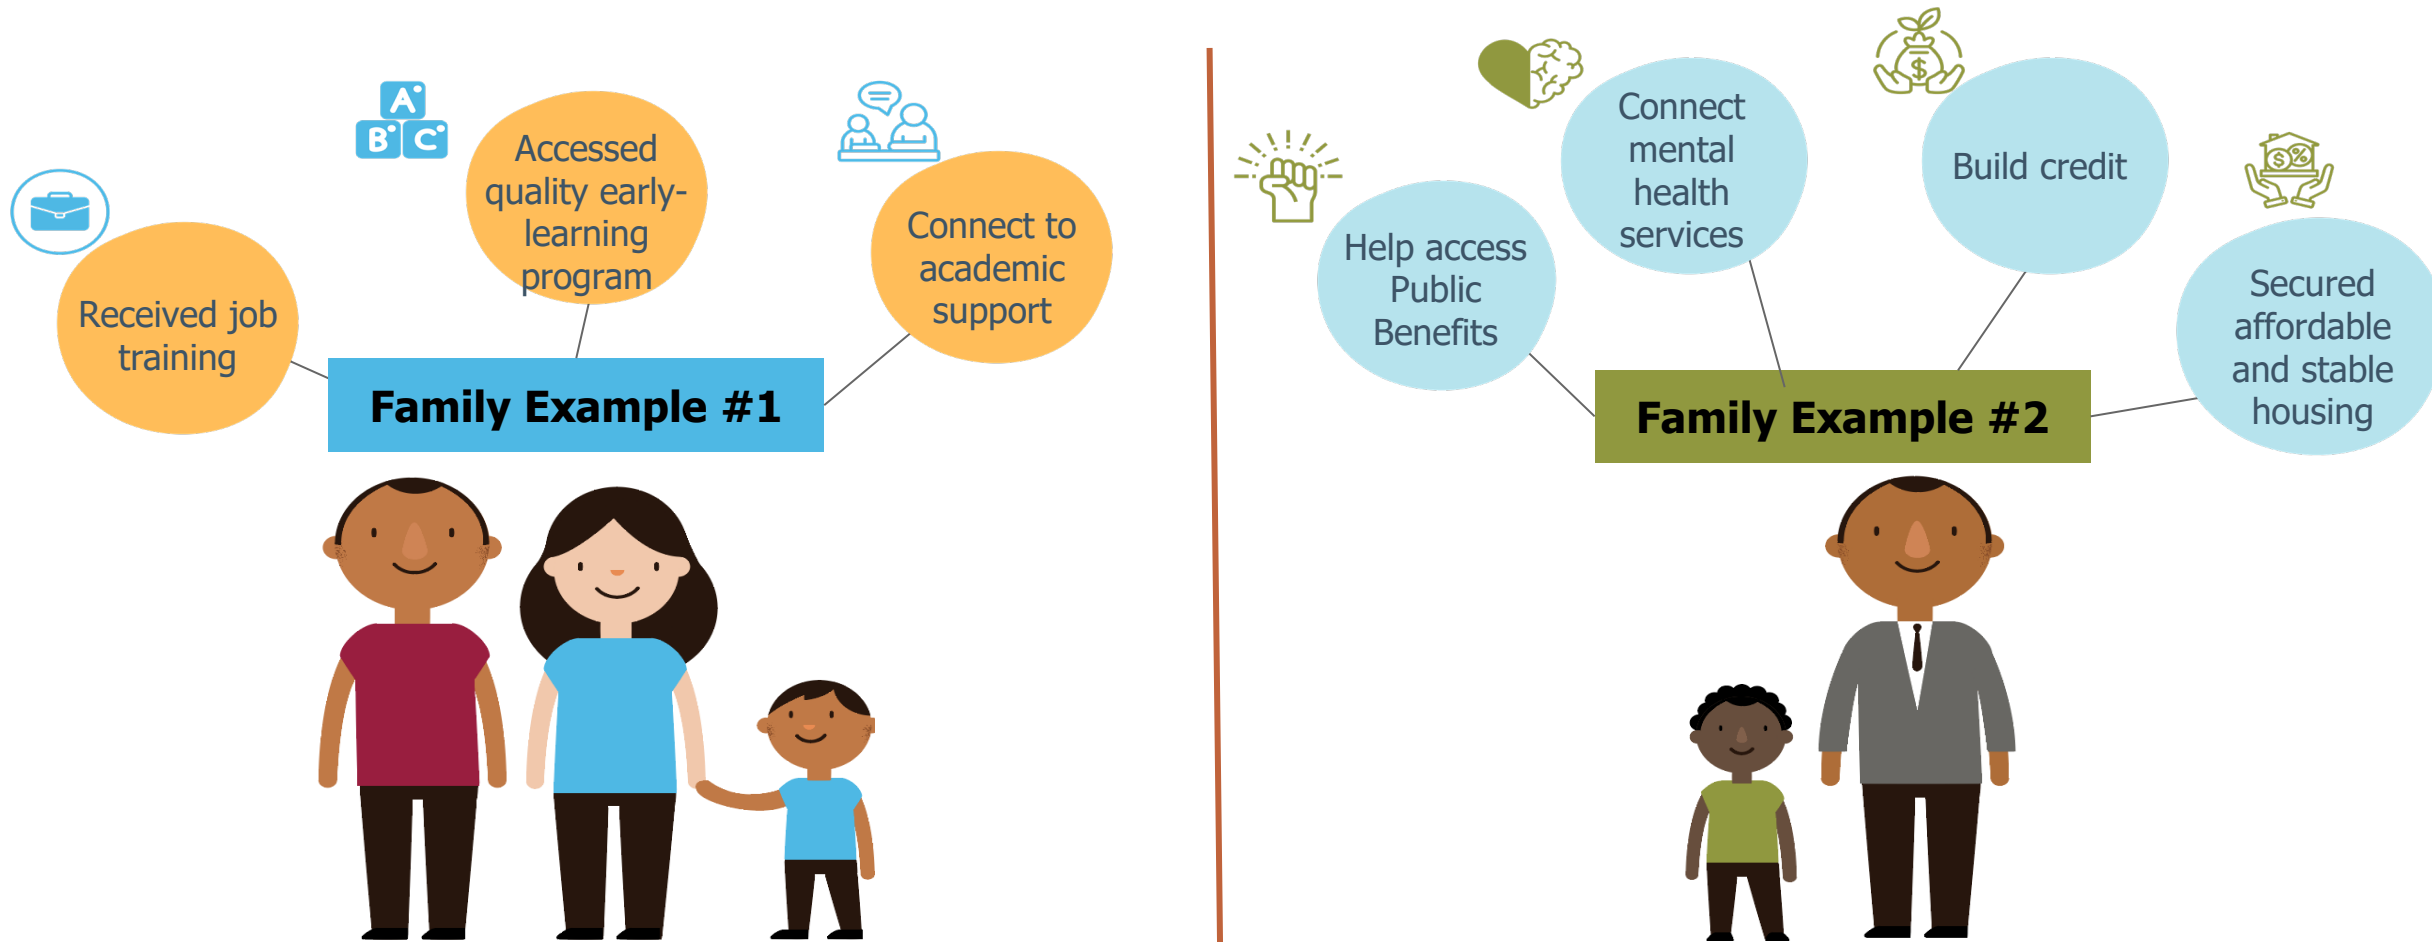 A
B C
Received job
training
Accessed
quality early-
learning
program
Connect to
academic
support
Family Example #1
Help access
Public
Benefits
Connect
mental
health
services
$
Build credit
$ %
Secured
affordable
and stable
housing
Family Example #2